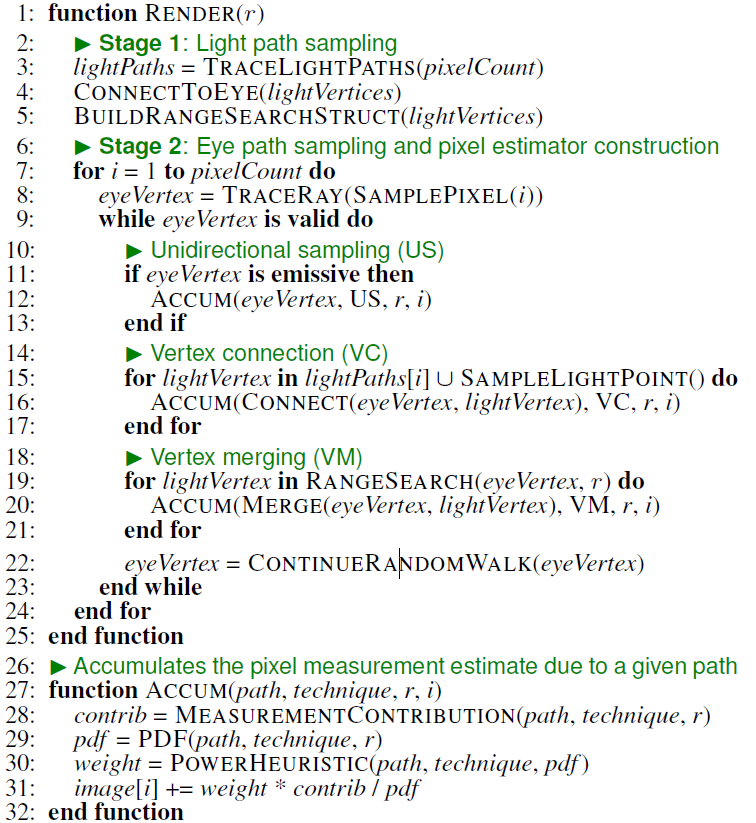 1: function RENDER(r)
2: ▶ Stage 1: Light path sampling
3: lightPaths = TRACELIGHTPATHS(pixelCount)
4: CONNECTTOEYE(lightVertices)
5: BUILDRANGESEARCHSTRUCT(lightVertices)
6: ▶ Stage 2: Eye path sampling and pixel estimator construction
7: for i = 1 to pixelCount do
8: eyeVertex = TRACERAY(SAMPLEPIXEL(i))
9: while eyeVertex is valid do
10: ▶ Unidirectional sampling (US)
11: if eyeVertex is emissive then
12: ACCUM(eyeVertex, US, r, i)
13: end if
14: ▶ Vertex connection (VC)
15: for lightVertex in lightPaths[i] ∪ SAMPLELIGHTPOINT() do
16: ACCUM(CONNECT(eyeVertex, lightVertex), VC, r, i)
17: end for
18: ▶ Vertex merging (VM)
19: for lightVertex in RANGESEARCH(eyeVertex, r) do
20: ACCUM(MERGE(eyeVertex, lightVertex), VM, r, i)
21: end for
22: eyeVertex = CONTINUERANDOMWALK(eyeVertex)
23: end while
24: end for
25: end function
26: ▶ Accumulates the pixel measurement estimate due to a given path
27: function ACCUM(path, technique, r, i)
28: contrib = MEASUREMENTCONTRIBUTION(path, technique, r)
29: pdf = PDF(path, technique, r)
30: weight = POWERHEURISTIC(path, technique, pdf)
31: image[i] += weight * contrib / pdf
32: end function